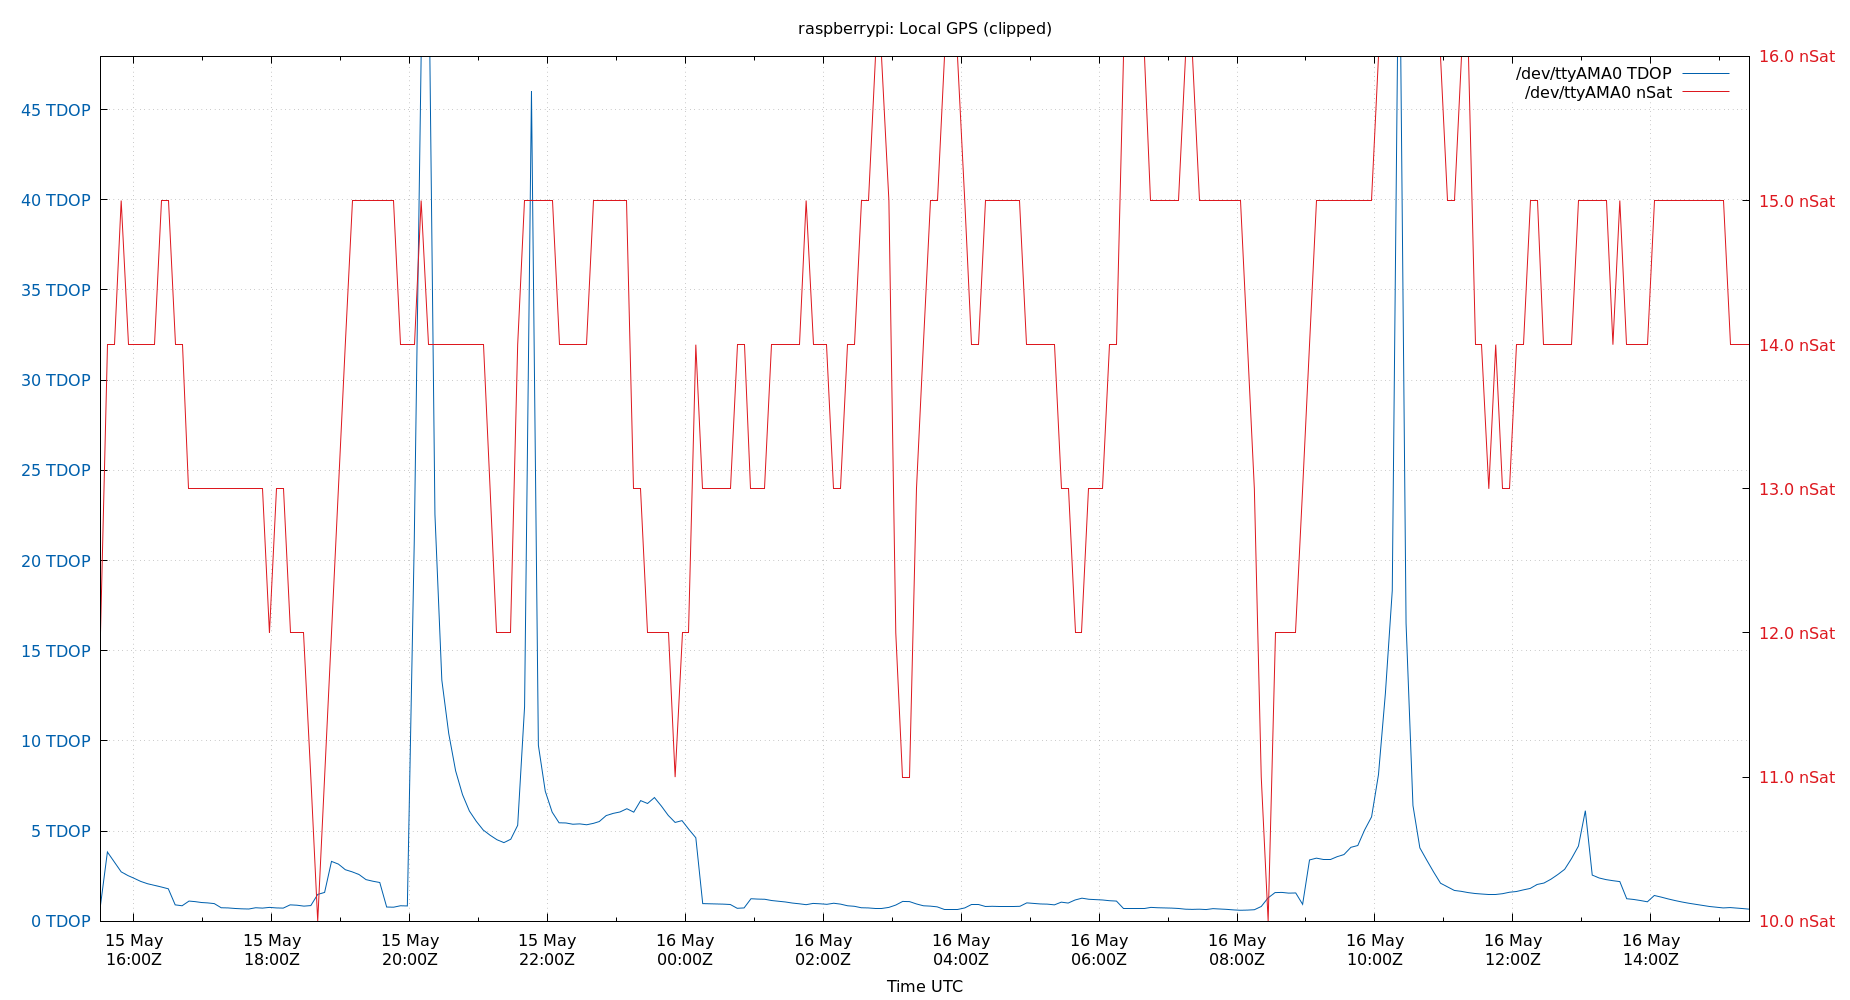 raspberrypi: Local GPS (clipped)
/dev/ttyAMA0 TDOP
/dev/ttyAMA0 nSat
45 TDOP
40 TDOP
35 TDOP
30 TDOP
25 TDOP
20 TDOP
15 TDOP
10 TDOP
5 TDOP
0 TDOP
16.0 nSat
15.0 nSat
14.0 nSat
13.0 nSat
12.0 nSat
11.0 nSat
10.0 nSat
15 May
16:00Z
15 May
18:00Z
15 May
20:00Z
15 May
22:00Z
16 May
00:00Z
16 May
02:00Z
16 May
04:00Z
16 May
06:00Z
16 May
08:00Z
16 May
10:00Z
16 May
12:00Z
16 May
14:00Z
Time UTC